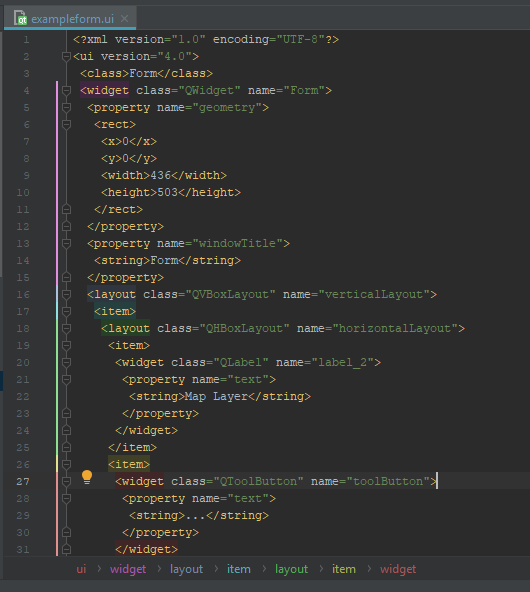 exampleform.ui
1 <?xml version="1.0" encoding="UTF-8"?>
2 <ui version="4.0">
3 <class>Form</class>
4 <widget class="QWidget" name="Form">
5 <property name="geometry">
6 <rect>
7 <x>0</x>
8 <y>0</y>
9 <width>436</width>
10 <height>503</height>
11 </rect>
12 </property>
13 <property name="windowTitle">
14 <string>Form</string>
15 </property>
16 <layout class="QVBoxLayout" name="verticalLayout">
17 <item>
18 <layout class="QHBoxLayout" name="horizontalLayout">
19 <item>
20 <widget class="QLabel" name="label_2">
21 <property name="text">
22 <string>Map Layer</string>
23 </property>
24 </widget>
25 </item>
26 <item>
27 <widget class="QToolButton" name="toolButton">
28 <property name="text">
29 <string>...</string>
30 </property>
31 </widget>
ui > widget > layout > item > layout > item > widget